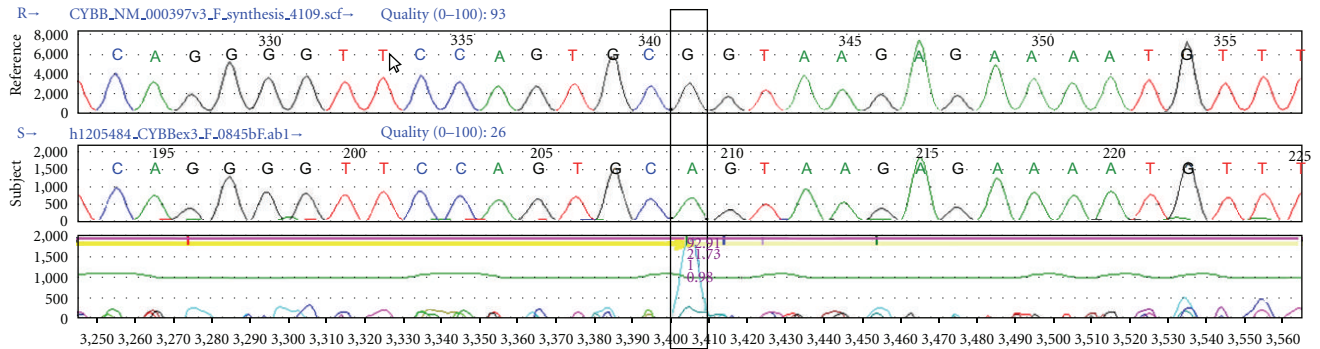 R→ CYBB_NM_000397v3_F_synthesis_4109.scf→ Quality (0–100): 93
Reference
8,000
6,000
4,000
2,000
0
330 335 340 345 350 355
C A G G G G T T C C A G T G C G G T A A G A G A A A A T G T T T
S→ h1205484_CYBBex3_F_0845bF.ab1→ Quality (0–100): 26
Subject
2,000
1,500
1,000
500
0
195 200 205 210 215 220 225
C A G G G G T T C C A G T G C A G T A A G A G A A A A T G T T T
2,000
1,500
1,000
500
0
92.91
21.73
1
0.98
3,250 3,260 3,270 3,280 3,290 3,300 3,310 3,320 3,330 3,340 3,350 3,360 3,370 3,380 3,390 3,400 3,410 3,420 3,430 3,440 3,450 3,460 3,470 3,480 3,490 3,500 3,510 3,520 3,530 3,540 3,550 3,560